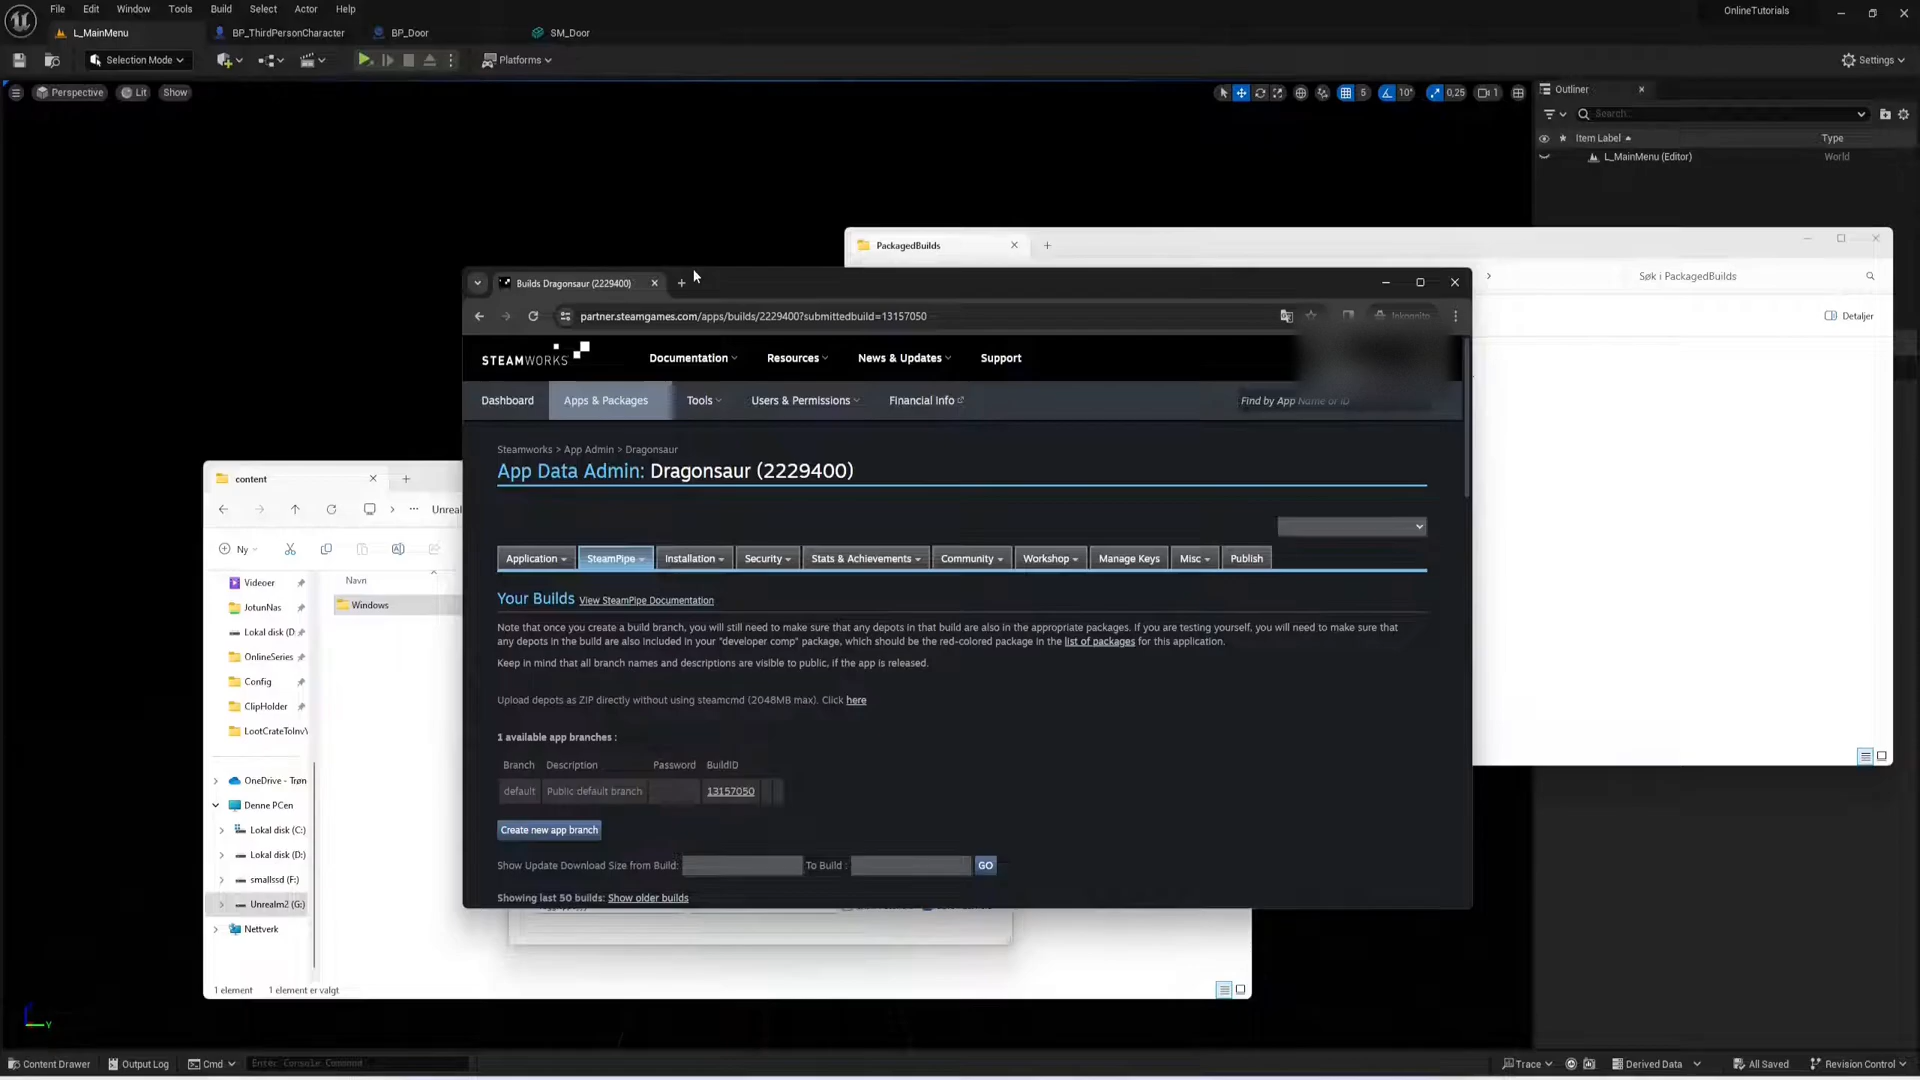 File Edit Window Tools Build Select Actor Help
OnlineTutorials
L_MainMenu
BP_ThirdPersonCharacter
BP_Door
SM_Door
Selection Mode
Platforms
Settings
Perspective
Lit
Show
5
10°
0,25
1
Outliner
Search...
Item Label
Type
L_MainMenu (Editor)
World
PackagedBuilds
Søk i PackagedBuilds
Detaljer
Builds Dragonsaur (2229400)
partner.steamgames.com/apps/builds/2229400?submittedbuild=13157050
Inkognito
STEAMWORKS
Documentation
Resources
News & Updates
Support
Dashboard
Apps & Packages
Tools
Users & Permissions
Financial Info
Find by App Name or ID
Steamworks > App Admin > Dragonsaur
App Data Admin: Dragonsaur (2229400)
Application
SteamPipe
Installation
Security
Stats & Achievements
Community
Workshop
Manage Keys
Misc
Publish
Your Builds View SteamPipe Documentation
Note that once you create a build branch, you will still need to make sure that any depots in that build are also in the appropriate packages. If you are testing yourself, you will need to make sure that
any depots in the build are also included in your "developer comp" package, which should be the red-colored package in the list of packages for this application.
Keep in mind that all branch names and descriptions are visible to public, if the app is released.
Upload depots as ZIP directly without using steamcmd (2048MB max). Click here
1 available app branches :
Branch Description Password BuildID
default Public default branch 13157050
Create new app branch
Show Update Download Size from Build: To Build : GO
Showing last 50 builds: Show older builds
content
Unreal
Ny
Navn
Windows
Videoer
JotunNas
Lokal disk (D:
OnlineSeries
Config
ClipHolder
LootCrateToInv
OneDrive - Trøn
Denne PCen
Lokal disk (C:)
Lokal disk (D:)
smallssd (F:)
Unrealm2 (G:)
Nettverk
1 element 1 element er valgt
Y
Content Drawer
Output Log
Cmd
Enter Console Command
Trace
Derived Data
All Saved
Revision Control